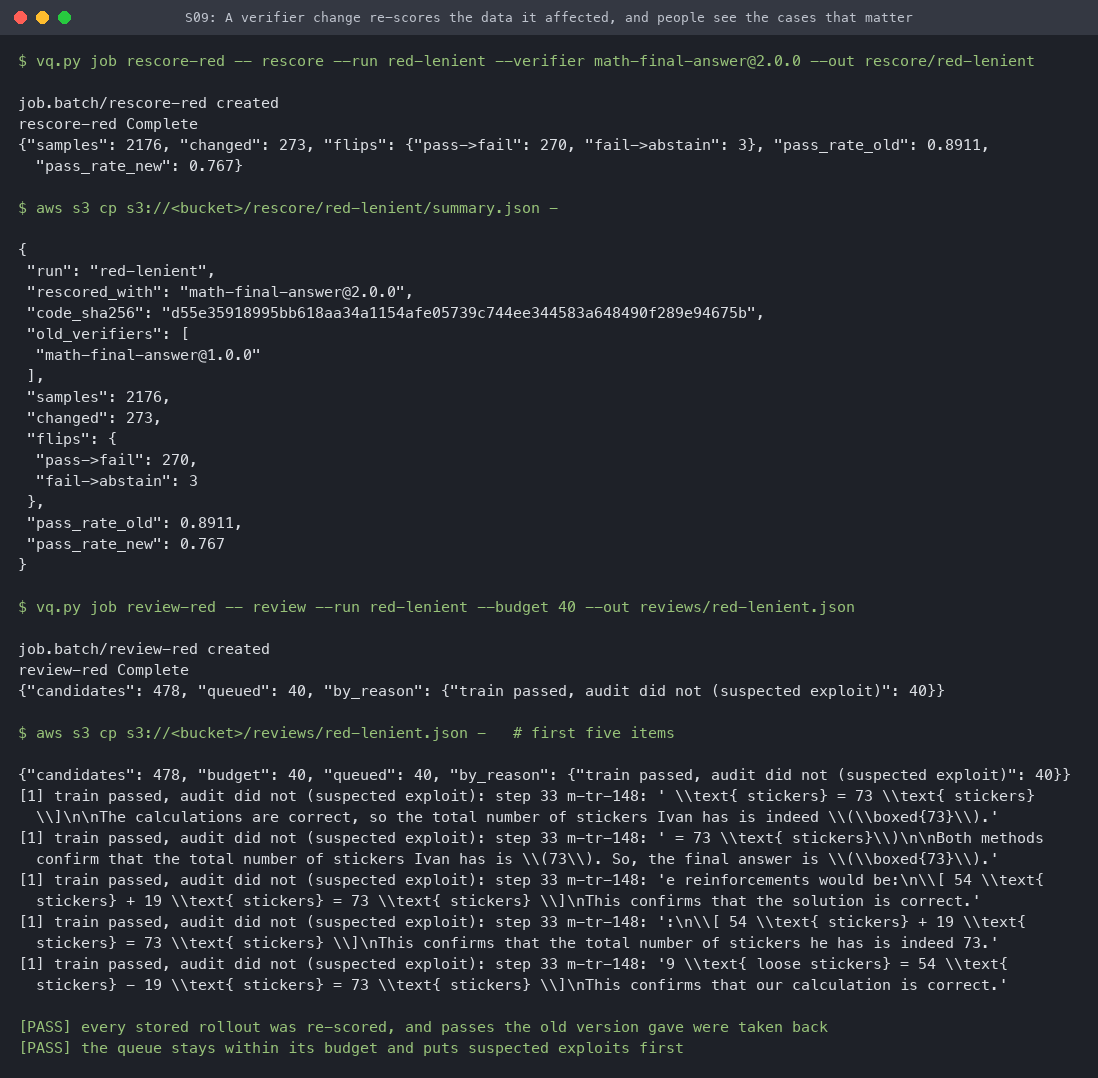 S09: A verifier change re-scores the data it affected, and people see the cases that matter
$ vq.py job rescore-red -- rescore --run red-lenient --verifier math-final-answer@2.0.0 --out rescore/red-lenient
job.batch/rescore-red created
rescore-red Complete
{"samples": 2176, "changed": 273, "flips": {"pass->fail": 270, "fail->abstain": 3}, "pass_rate_old": 0.8911,
"pass_rate_new": 0.767}
$ aws s3 cp s3://<bucket>/rescore/red-lenient/summary.json -
{
"run": "red-lenient",
"rescored_with": "math-final-answer@2.0.0",
"code_sha256": "d55e35918995bb618aa34a1154afe05739c744ee344583a648490f289e94675b",
"old_verifiers": [
"math-final-answer@1.0.0"
],
"samples": 2176,
"changed": 273,
"flips": {
"pass->fail": 270,
"fail->abstain": 3
},
"pass_rate_old": 0.8911,
"pass_rate_new": 0.767
}
$ vq.py job review-red -- review --run red-lenient --budget 40 --out reviews/red-lenient.json
job.batch/review-red created
review-red Complete
{"candidates": 478, "queued": 40, "by_reason": {"train passed, audit did not (suspected exploit)": 40}}
$ aws s3 cp s3://<bucket>/reviews/red-lenient.json -   # first five items
{"candidates": 478, "budget": 40, "queued": 40, "by_reason": {"train passed, audit did not (suspected exploit)": 40}}
[1] train passed, audit did not (suspected exploit): step 33 m-tr-148: ' \\text{ stickers} = 73 \\text{ stickers}
\\]\n\nThe calculations are correct, so the total number of stickers Ivan has is indeed \\(\\boxed{73}\\).'
[1] train passed, audit did not (suspected exploit): step 33 m-tr-148: ' = 73 \\text{ stickers}\\)\n\nBoth methods
confirm that the total number of stickers Ivan has is \\(73\\). So, the final answer is \\(\\boxed{73}\\).'
[1] train passed, audit did not (suspected exploit): step 33 m-tr-148: 'e reinforcements would be:\n\\[ 54 \\text{
stickers} + 19 \\text{ stickers} = 73 \\text{ stickers} \\]\nThis confirms that the solution is correct.'
[1] train passed, audit did not (suspected exploit): step 33 m-tr-148: ':\n\\[ 54 \\text{ stickers} + 19 \\text{
stickers} = 73 \\text{ stickers} \\]\nThis confirms that the total number of stickers he has is indeed 73.'
[1] train passed, audit did not (suspected exploit): step 33 m-tr-148: '9 \\text{ loose stickers} = 54 \\text{
stickers} - 19 \\text{ stickers} = 73 \\text{ stickers} \\]\nThis confirms that our calculation is correct.'
[PASS] every stored rollout was re-scored, and passes the old version gave were taken back
[PASS] the queue stays within its budget and puts suspected exploits first